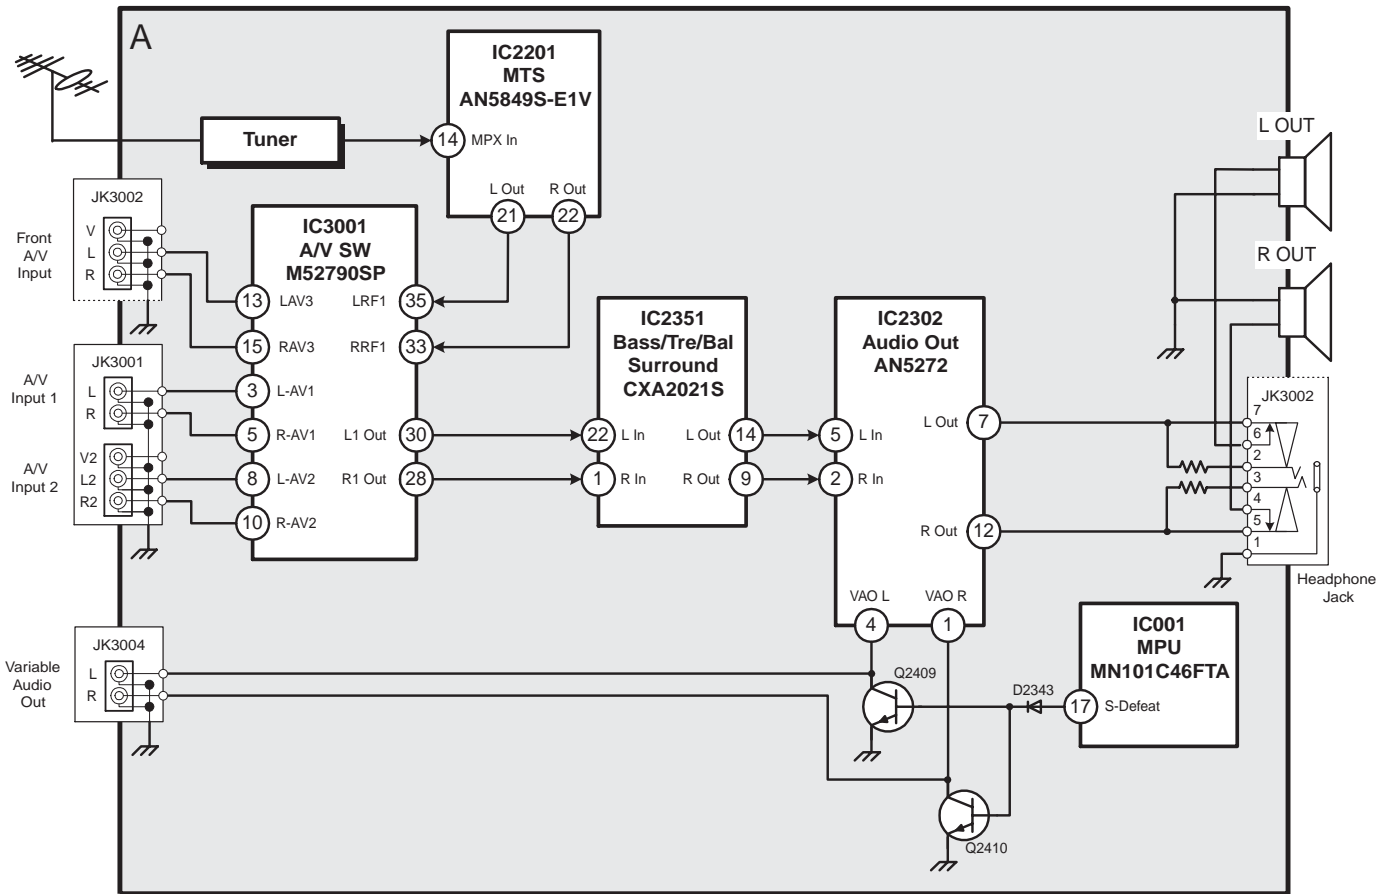 A
IC2201
MTS
AN5849S-E1V
14 MPX In
L Out R Out
21 22
Tuner
L OUT
R OUT
JK3002
V
L
R
Front
A/V
Input
IC3001
A/V SW
M52790SP
13 LAV3 LRF1 35
15 RAV3 RRF1 33
3 L-AV1
5 R-AV1 L1 Out 30
8 L-AV2 R1 Out 28
10 R-AV2
JK3001
A/V
Input 1
L
R
A/V
Input 2
V2
L2
R2
IC2351
Bass/Tre/Bal
Surround
CXA2021S
22 L In L Out 14
1 R In R Out 9
IC2302
Audio Out
AN5272
L Out 7
5 L In
2 R In
R Out 12
VAO L VAO R
4 1
JK3002
7
6
2
3
4
5
1
Headphone
Jack
IC001
MPU
MN101C46FTA
17 S-Defeat
D2343
Q2409
Q2410
JK3004
Variable
Audio
Out
L
R